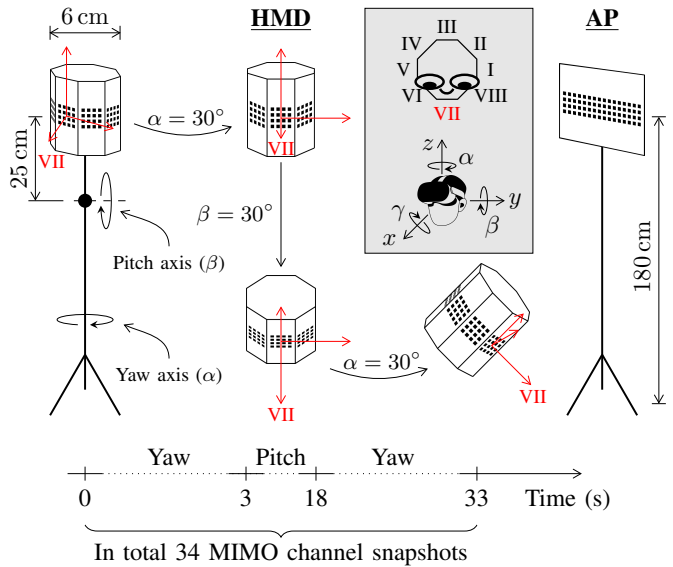 6 cm
HMD
AP
III
IV
II
V
I
VI
VIII
VII
α = 30°
VII
VII
25 cm
z
α
β = 30°
γ
y
β
x
Pitch axis (β)
180 cm
Yaw axis (α)
α = 30°
VII
VII
Yaw
Pitch
Yaw
0
3
18
33
Time (s)
In total 34 MIMO channel snapshots